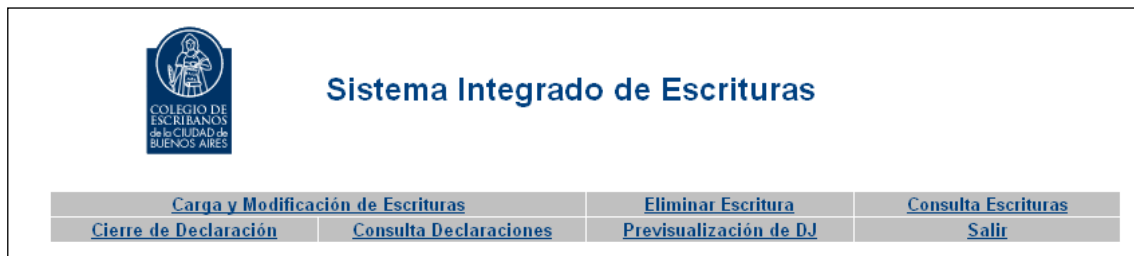 COLEGIO DE
ESCRIBANOS
de la CIUDAD de
BUENOS AIRES
Sistema Integrado de Escrituras
Carga y Modificación de Escrituras Eliminar Escritura Consulta Escrituras
Cierre de Declaración Consulta Declaraciones Previsualización de DJ Salir